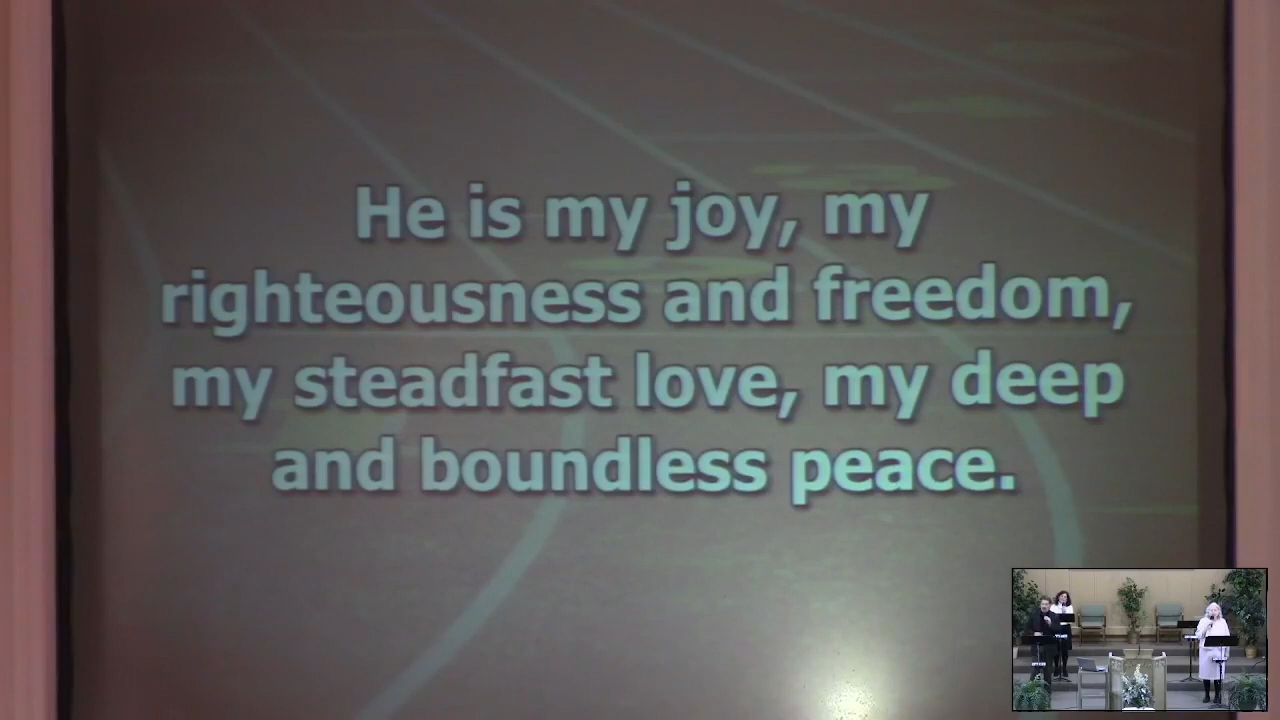 He is my joy, my
righteousness and freedom,
my steadfast love, my deep
and boundless peace.